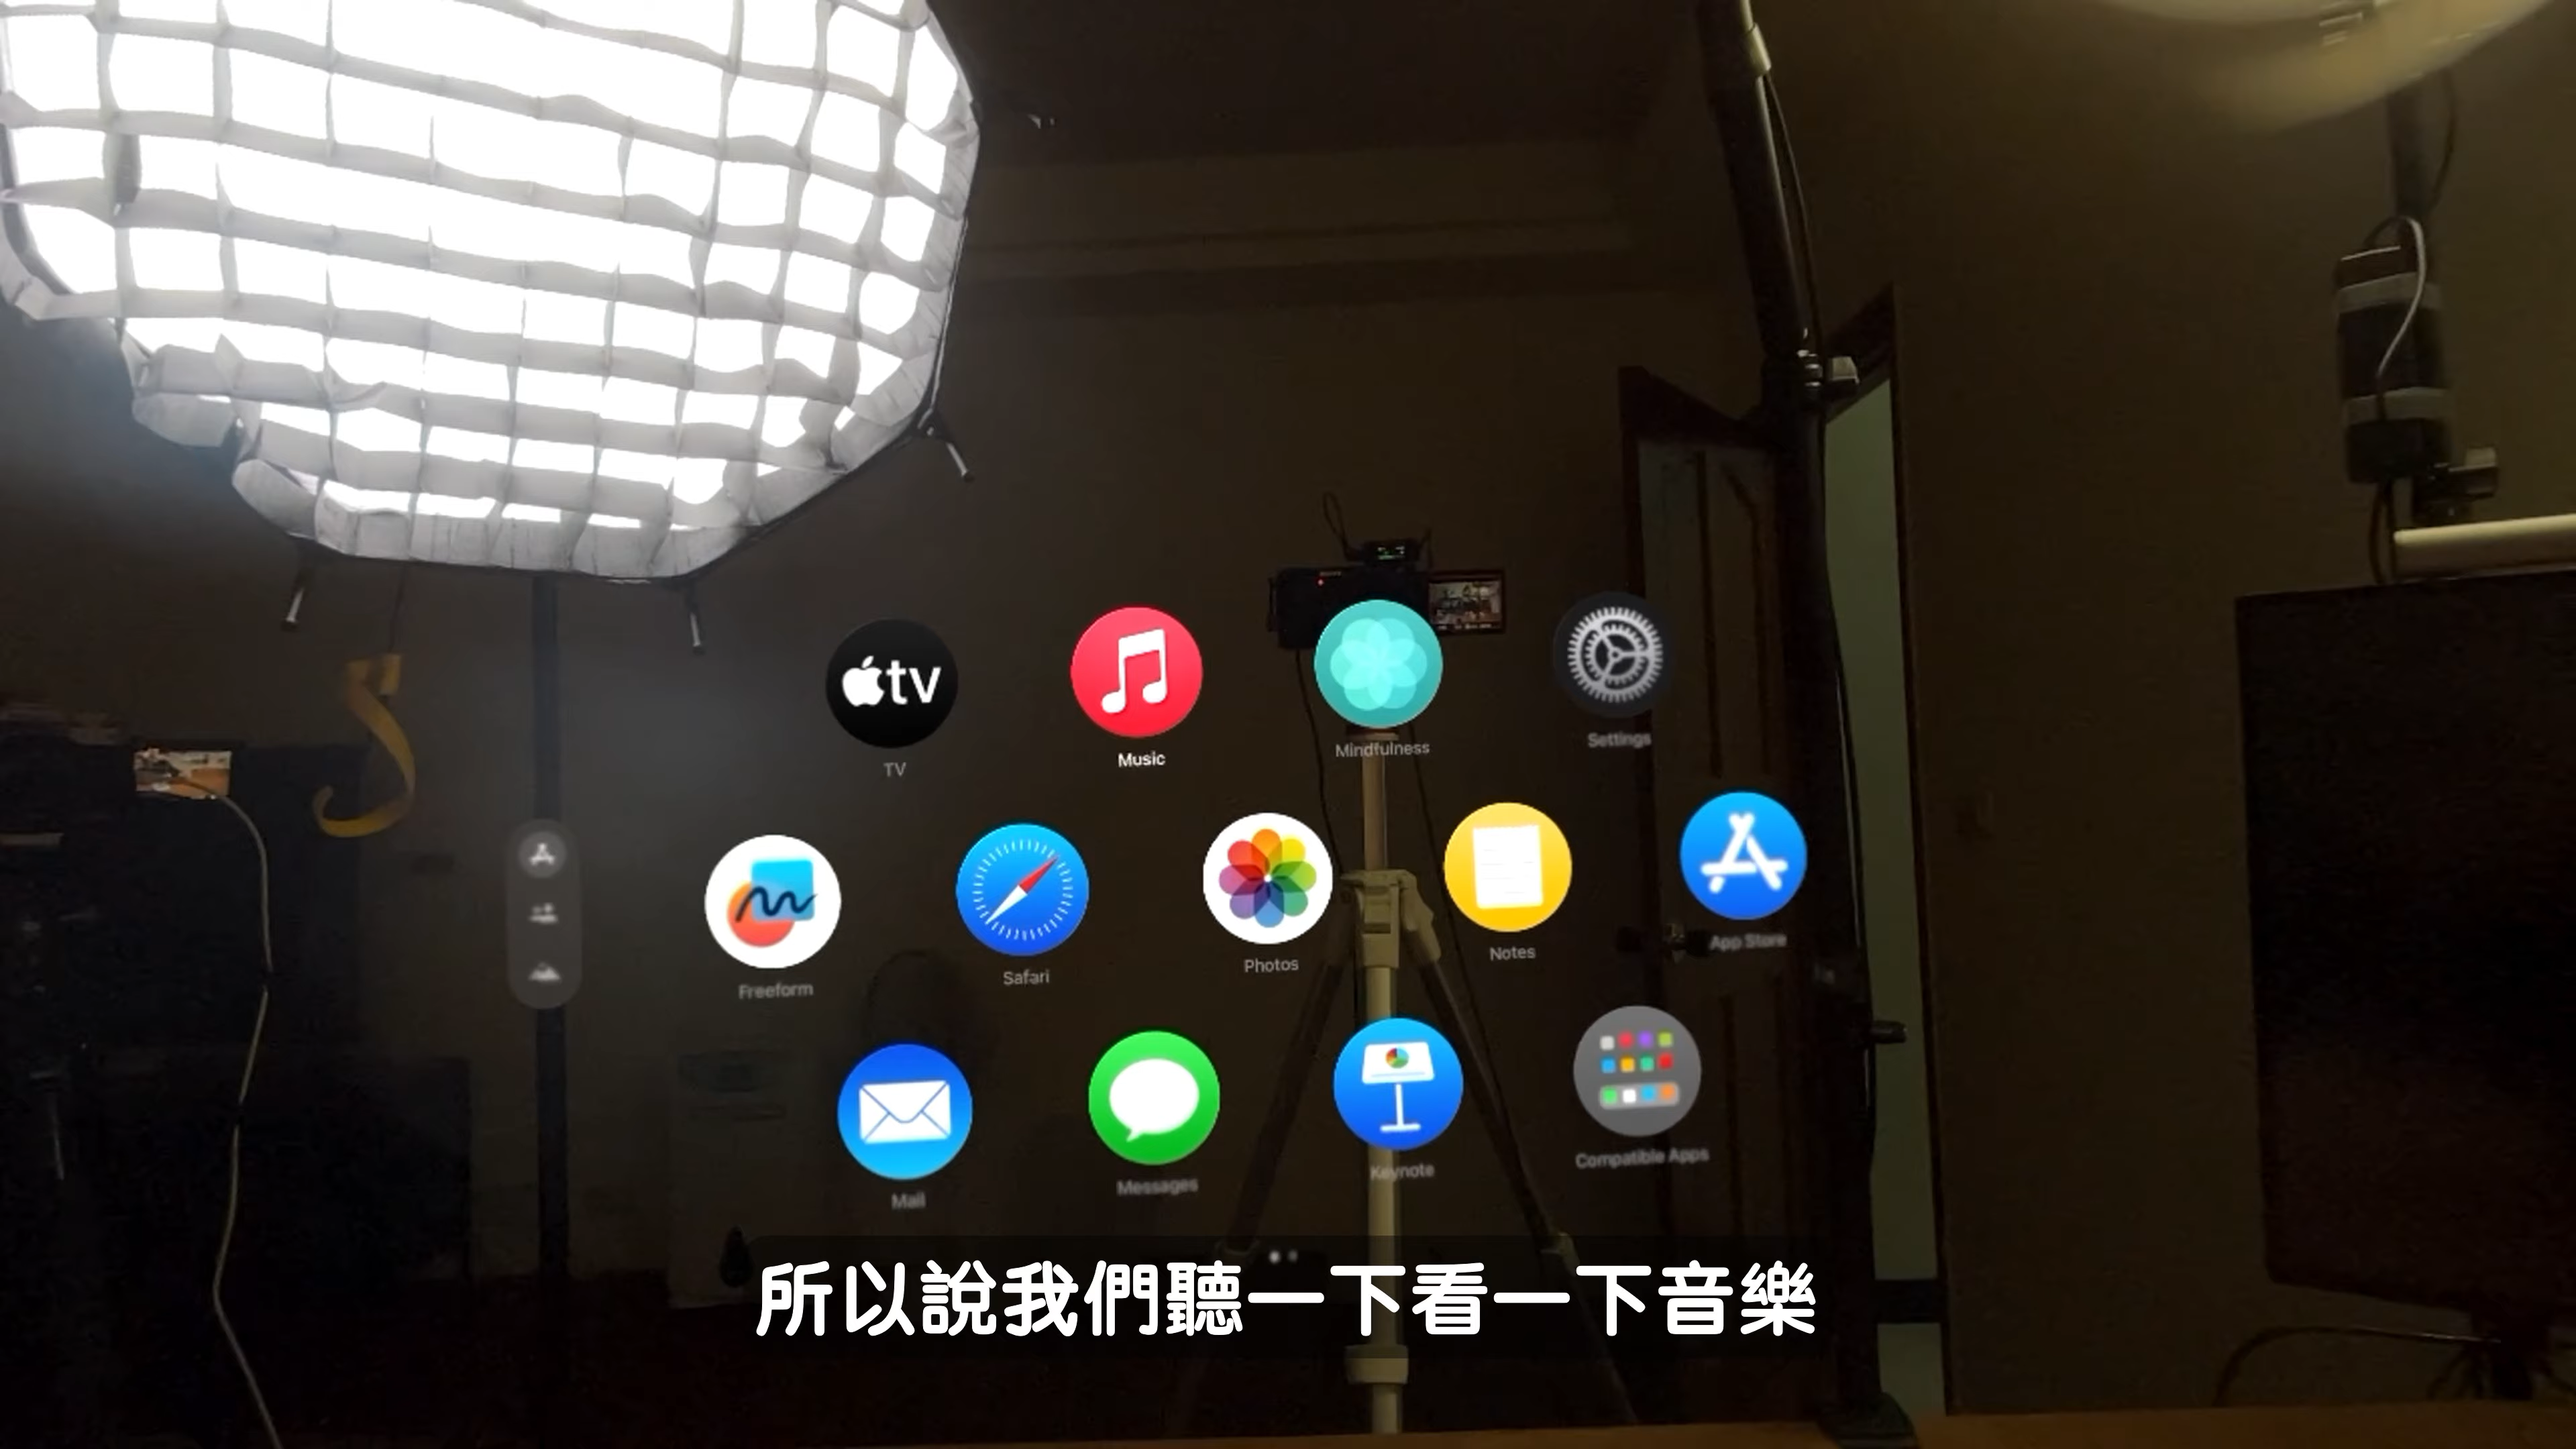 tv
TV
Music
Mindfulness
Settings
Freeform
Safari
Photos
Notes
App Store
Mail
Messages
Keynote
Compatible Apps
所以說我們聽一下看一下音樂